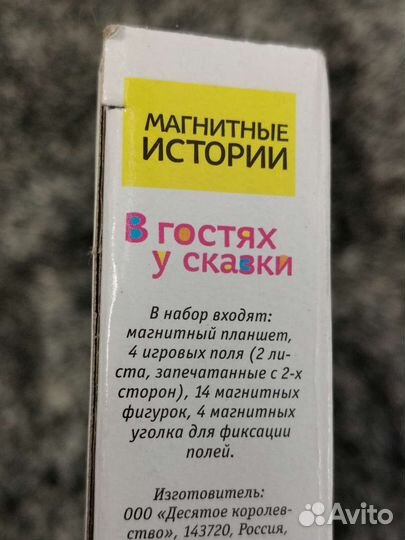 МАГНИТНЫЕ
ИСТОРИИ
В гостях
у сказки
В набор входят:
магнитный планшет,
4 игровых поля (2 ли-
ста, запечатанные с 2-х
сторон), 14 магнитных
фигурок, 4 магнитных
уголка для фиксации
полей.
Изготовитель:
ООО «Десятое королев-
ство», 143720, Россия,
Avito